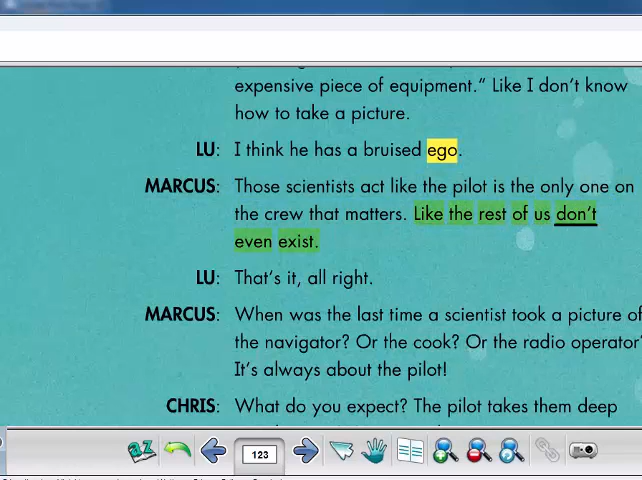 expensive piece of equipment." Like I don't know
how to take a picture.
LU: I think he has a bruised ego.
MARCUS: Those scientists act like the pilot is the only one on
the crew that matters. Like the rest of us don't
even exist.
LU: That's it, all right.
MARCUS: When was the last time a scientist took a picture of
the navigator? Or the cook? Or the radio operator?
It's always about the pilot!
CHRIS: What do you expect? The pilot takes them deep
az
123